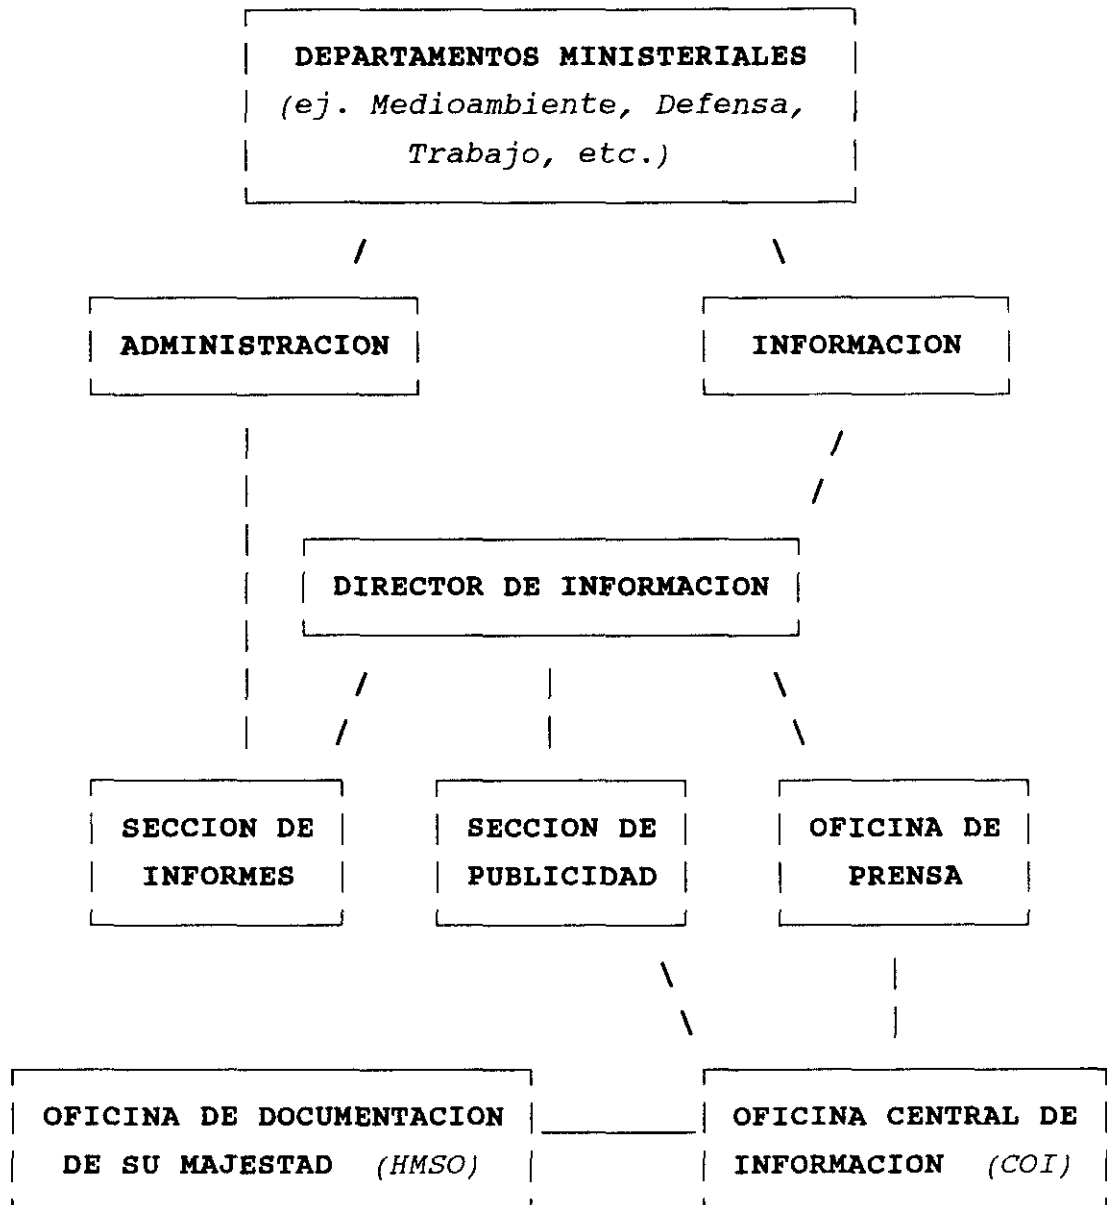 DEPARTAMENTOS MINISTERIALES
(ej. Medioambiente, Defensa,
Trabajo, etc.)
ADMINISTRACION
INFORMACION
DIRECTOR DE INFORMACION
SECCION DE
INFORMES
SECCION DE
PUBLICIDAD
OFICINA DE
PRENSA
OFICINA DE DOCUMENTACION
DE SU MAJESTAD (HMSO)
OFICINA CENTRAL DE
INFORMACION (COI)